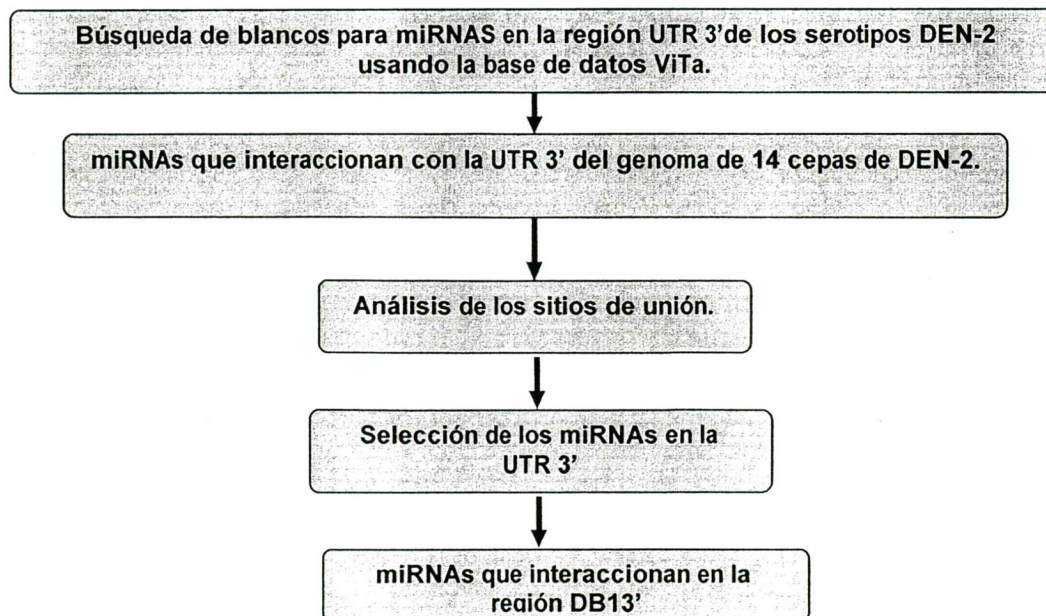 Búsqueda de blancos para miRNAS en la región UTR 3'de los serotipos DEN-2
usando la base de datos ViTa.
miRNAs que interaccionan con la UTR 3' del genoma de 14 cepas de DEN-2.
Análisis de los sitios de unión.
Selección de los miRNAs en la
UTR 3'
miRNAs que interaccionan en la
región DB13'